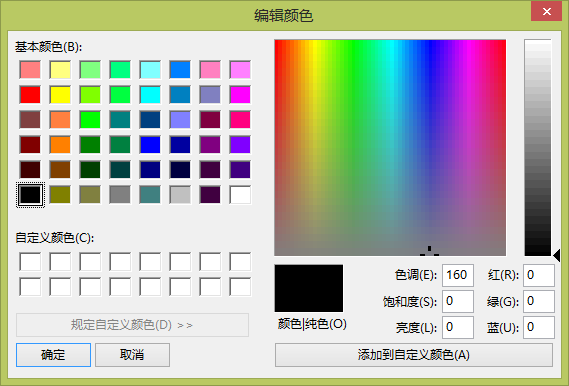 编辑颜色
基本颜色(B):
自定义颜色(C):
规定自定义颜色(D) >>
确定
取消
颜色|纯色(O)
色调(E): 160
饱和度(S): 0
亮度(L): 0
红(R): 0
绿(G): 0
蓝(U): 0
添加到自定义颜色(A)